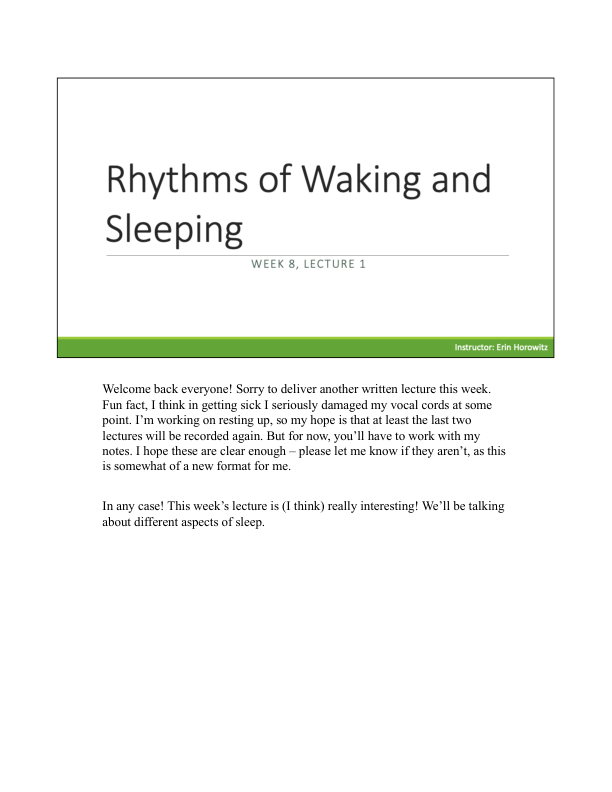 Rhythms of Waking and
Sleeping
WEEK 8, LECTURE 1
Instructor: Erin Horowitz
Welcome back everyone! Sorry to deliver another written lecture this week.
Fun fact, I think in getting sick I seriously damaged my vocal cords at some
point. I’m working on resting up, so my hope is that at least the last two
lectures will be recorded again. But for now, you’ll have to work with my
notes. I hope these are clear enough – please let me know if they aren’t, as this
is somewhat of a new format for me.
In any case! This week’s lecture is (I think) really interesting! We’ll be talking
about different aspects of sleep.